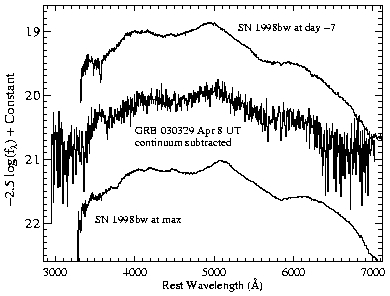 SN 1998bw at day −7
19
20
GRB 030329 Apr 8 UT
continuum subtracted
21
SN 1998bw at max
22
−2.5 log(fλ) + Constant
3000 4000 5000 6000 7000
Rest Wavelength (Å)